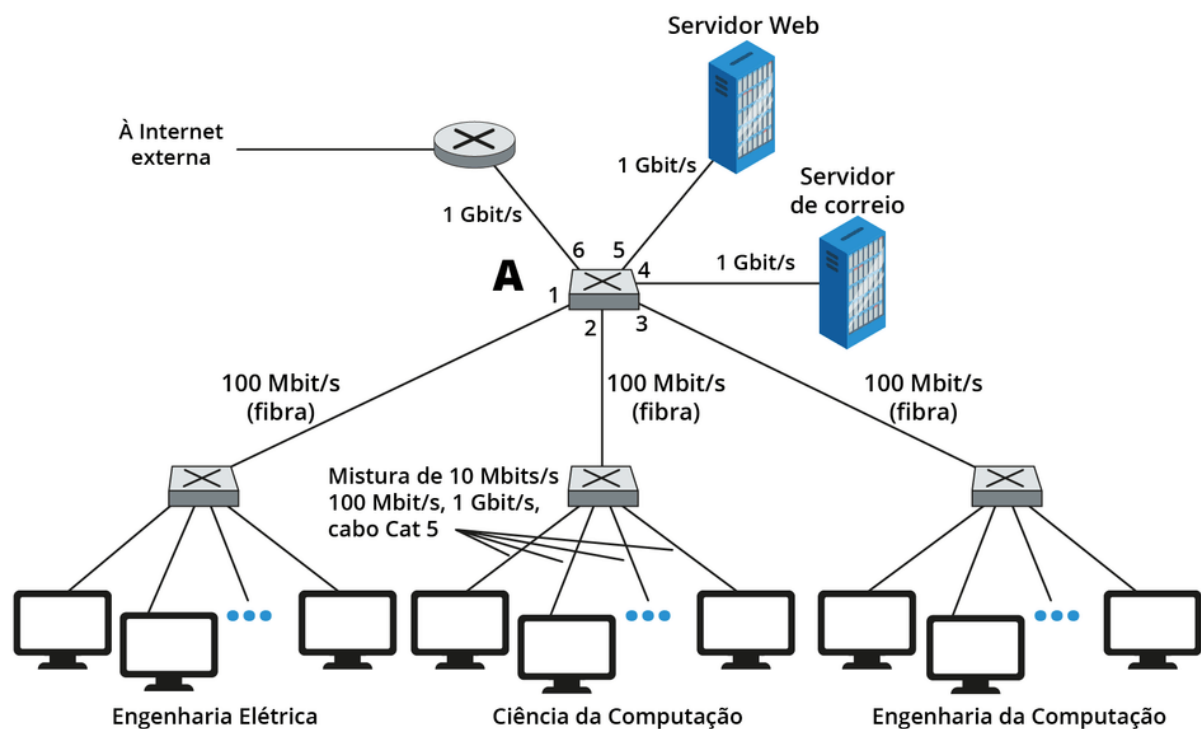 Servidor Web
À Internet
externa
1 Gbit/s
Servidor
de correio
1 Gbit/s
6
5
4
1 Gbit/s
A
1
2
3
100 Mbit/s
(fibra)
100 Mbit/s
(fibra)
100 Mbit/s
(fibra)
Mistura de 10 Mbits/s
100 Mbit/s, 1 Gbit/s,
cabo Cat 5
Engenharia Elétrica
Ciência da Computação
Engenharia da Computação